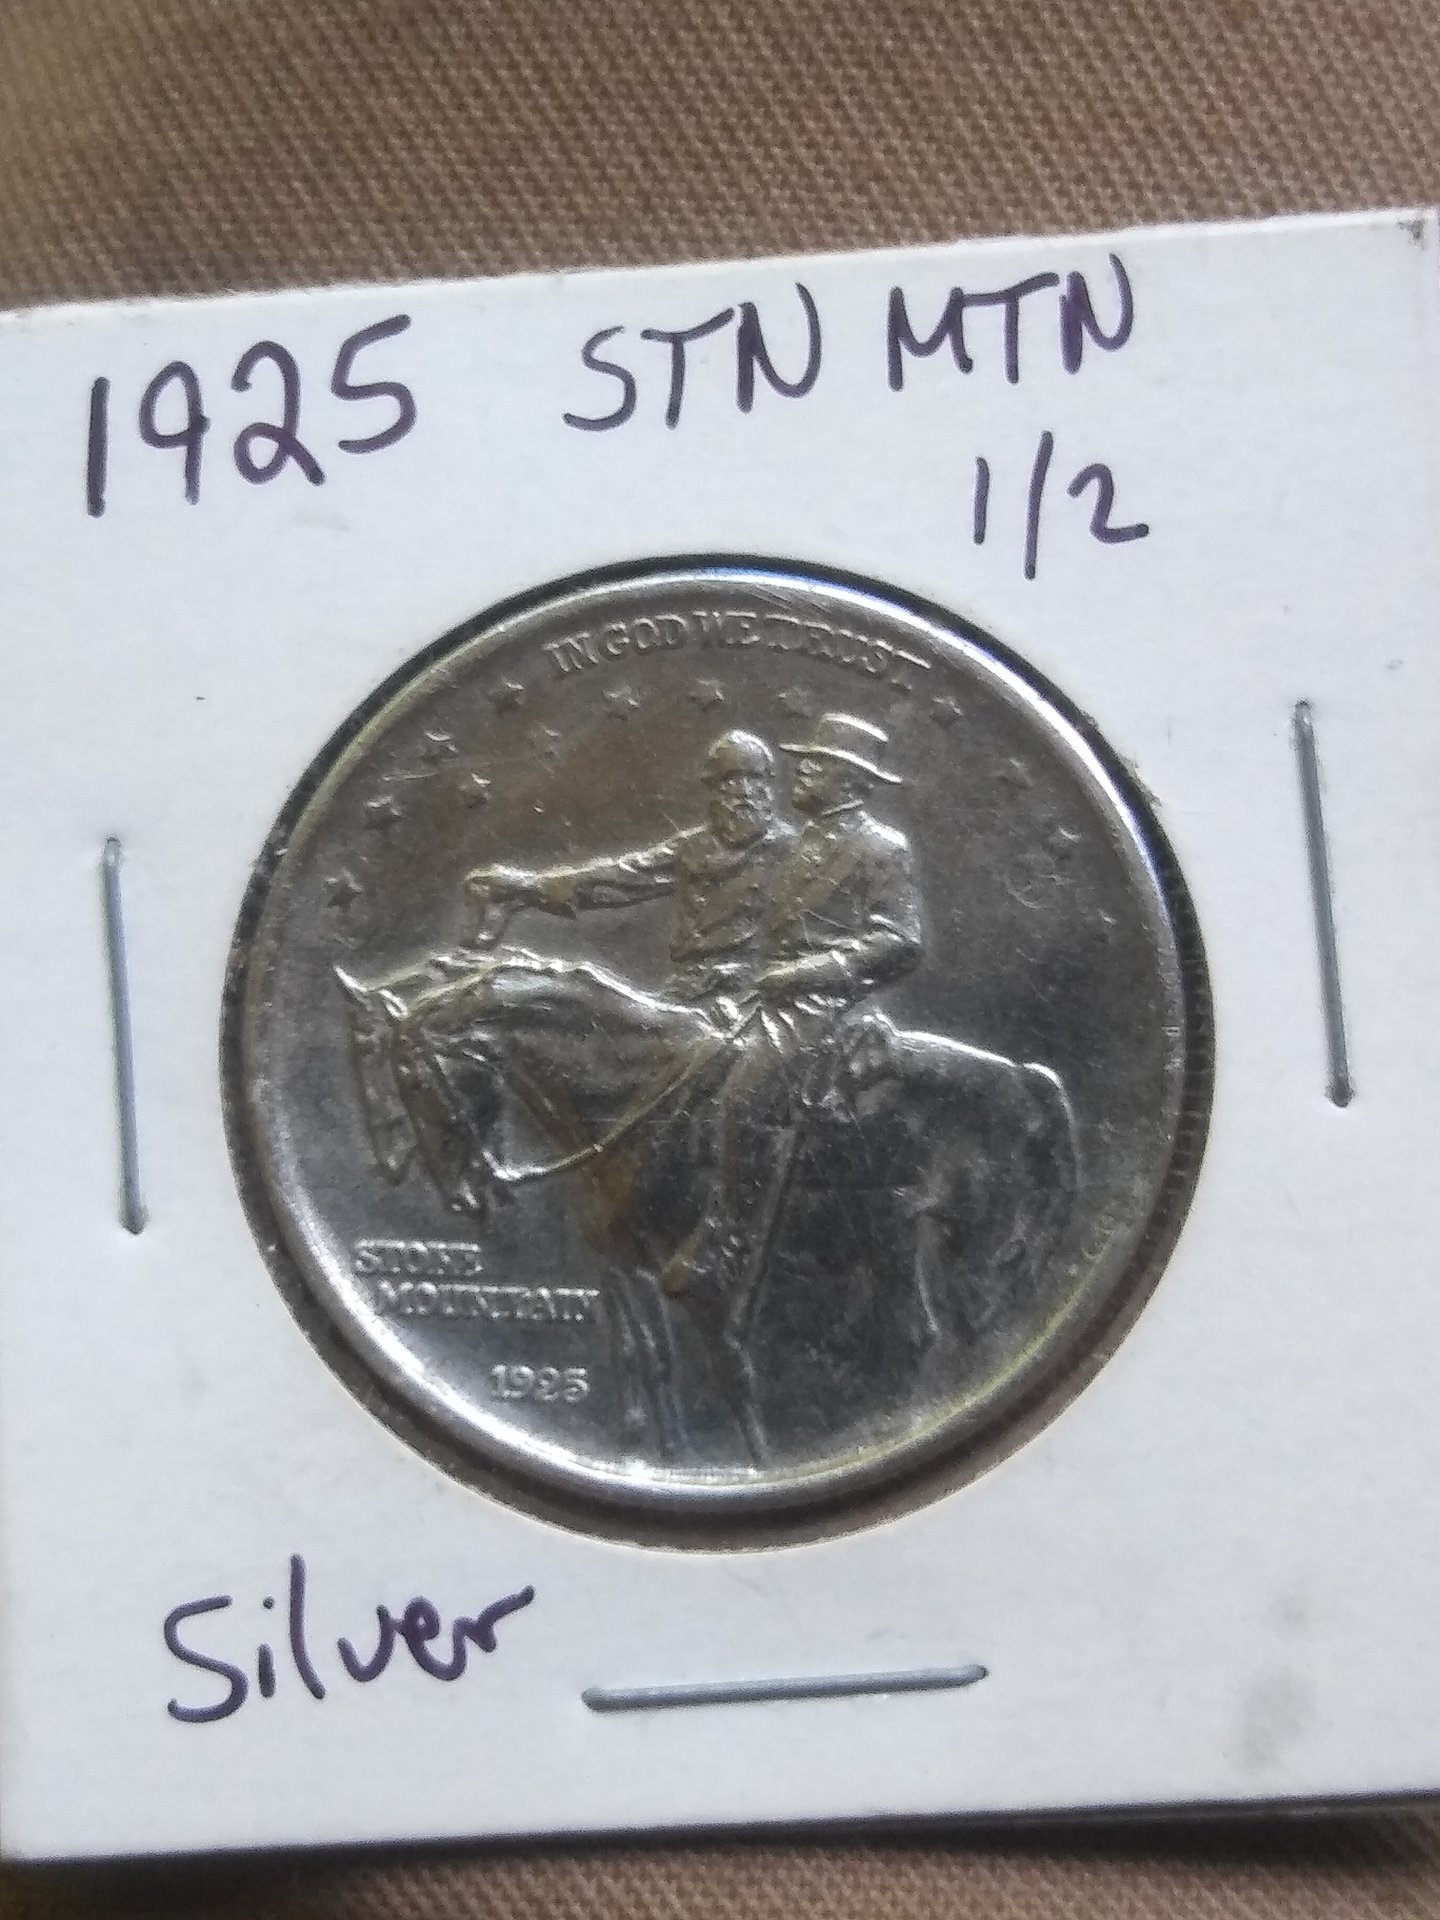 1925 STN MTN
1/2
IN GOD WE TRUST
STONE
MOUNTAIN
1925
Silver